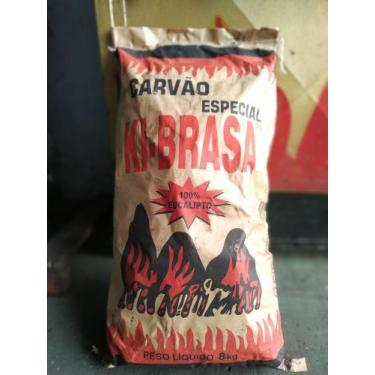 CARVÃO
ESPECIAL
KI-BRASA
100%
EUCALIPTO
PESO LÍQUIDO 8kg